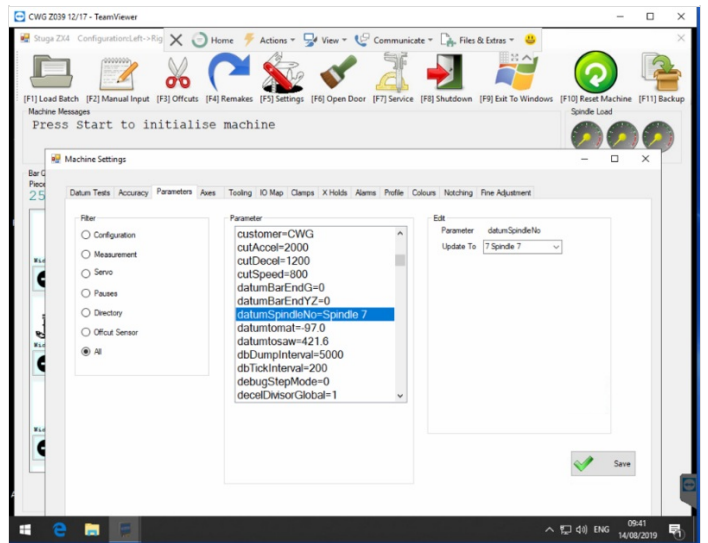 CWG Z039 12/17 - TeamViewer
Stuga ZX4 Configuration:Left->Rig
Home Actions View Communicate Files & Extras
[F1] Load Batch [F2] Manual Input [F3] Offcuts [F4] Remakes [F5] Settings [F6] Open Door [F7] Service [F8] Shutdown [F9] Exit To Windows [F10] Reset Machine [F11] Backup
Machine Messages
Press Start to initialise machine
Spindle Load
Machine Settings
Bar
Piece
25
Datum Tests Accuracy Parameters Axes Tooling IO Map Clamps X Holds Alarms Profile Colours Notching Fine Adjustment
Filter
Configuration
Measurement
Servo
Pauses
Directory
Offcut Sensor
All
Parameter
customer=CWG
cutAccel=2000
cutDecel=1200
cutSpeed=800
datumBarEndG=0
datumBarEndYZ=0
datumSpindleNo=Spindle 7
datumtomat=-97.0
datumtosaw=421.6
dbDumpInterval=5000
dbTickInterval=200
debugStepMode=0
decelDivisorGlobal=1
Edit
Parameter datumSpindleNo
Update To 7 Spindle 7
Save
ENG
09:41
14/08/2019